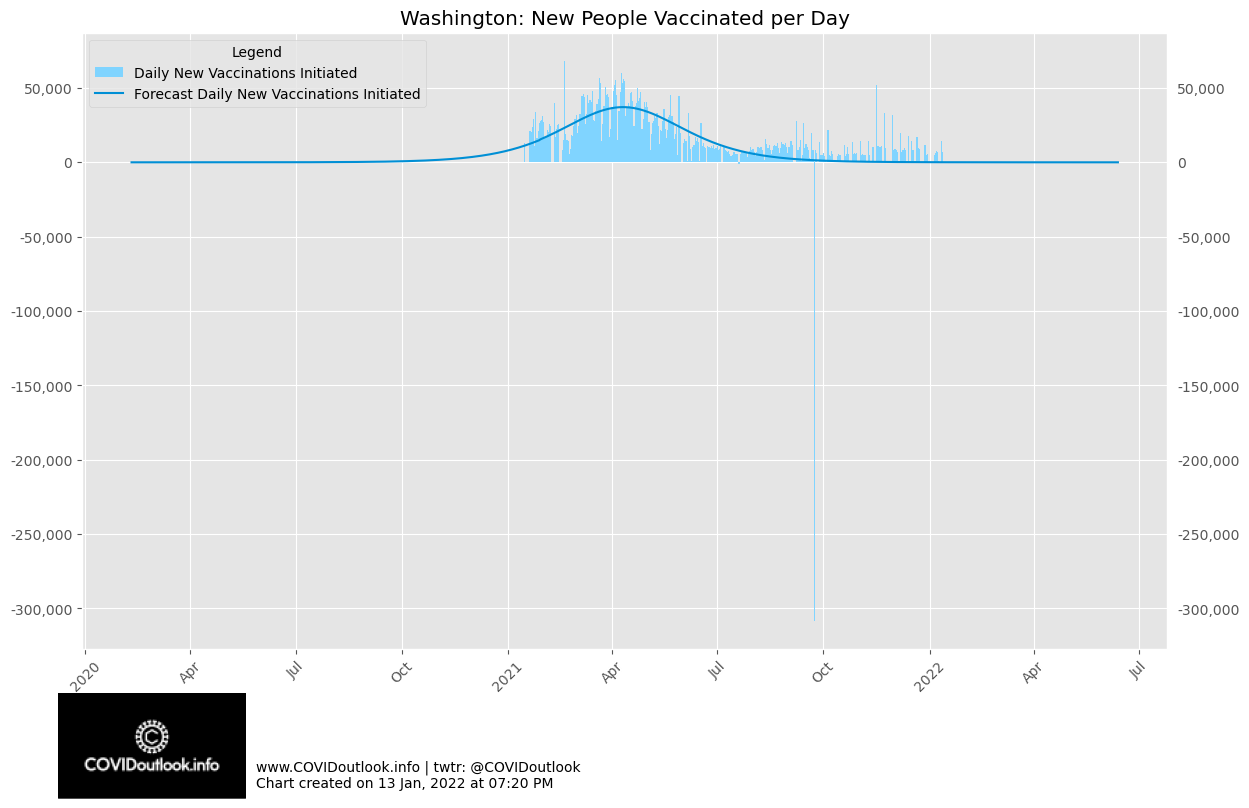 Washington: New People Vaccinated per Day
Legend
Daily New Vaccinations Initiated
Forecast Daily New Vaccinations Initiated
50,000
0
-50,000
-100,000
-150,000
-200,000
-250,000
-300,000
50,000
0
-50,000
-100,000
-150,000
-200,000
-250,000
-300,000
2020
Apr
Jul
Oct
2021
Apr
Jul
Oct
2022
Apr
Jul
C
COVIDoutlook.info
www.COVIDoutlook.info | twtr: @COVIDoutlook
Chart created on 13 Jan, 2022 at 07:20 PM